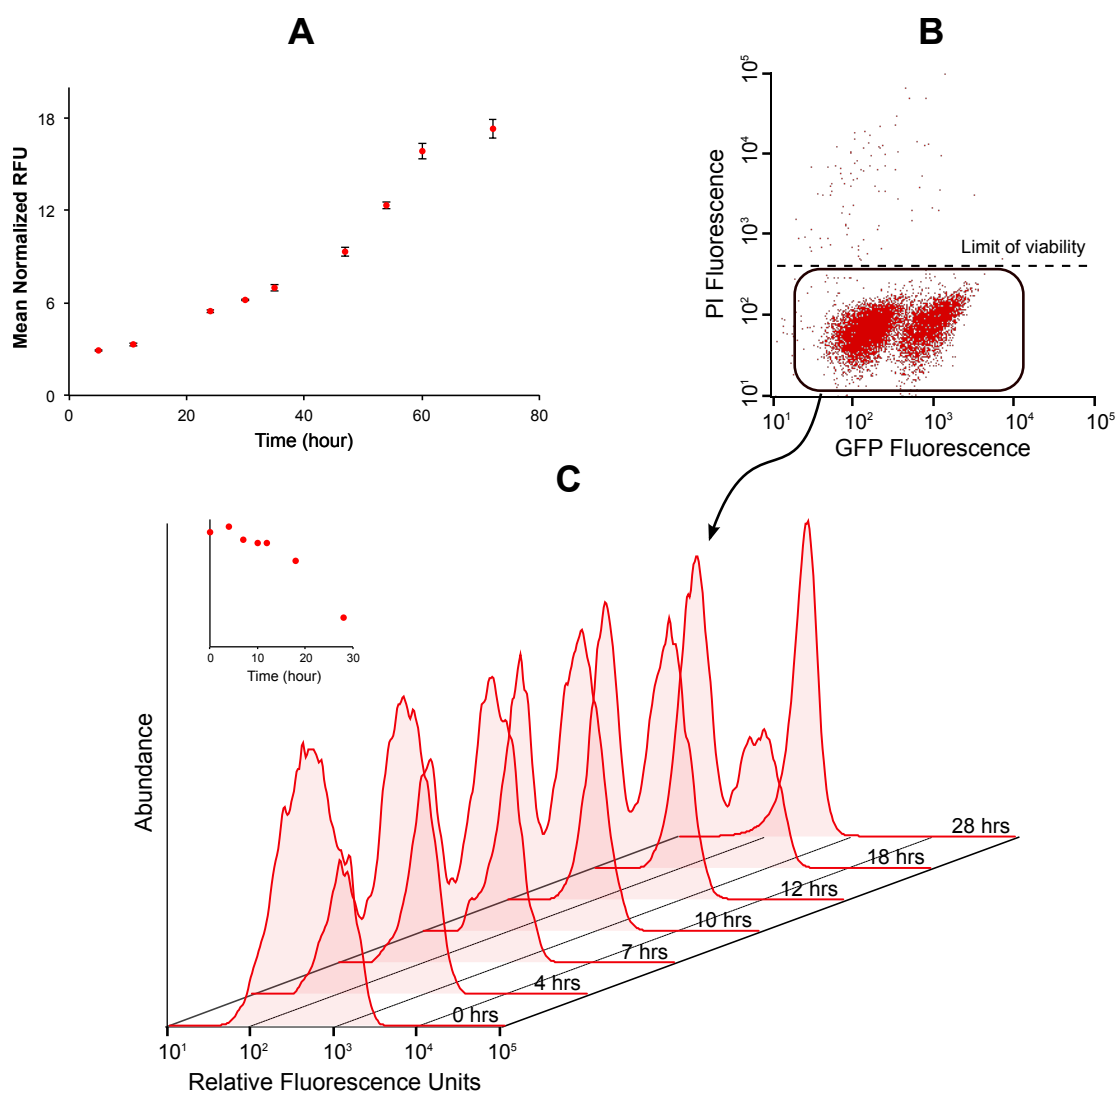 A
B
Mean Normalized RFU
18
12
6
0
0 20 40 60 80
Time (hour)
PI Fluorescence
10⁵
10⁴
10³
10²
10¹
Limit of viability
10¹ 10² 10³ 10⁴ 10⁵
GFP Fluorescence
C
0 10 20 30
Time (hour)
Abundance
28 hrs
18 hrs
12 hrs
10 hrs
7 hrs
4 hrs
0 hrs
10¹ 10² 10³ 10⁴ 10⁵
Relative Fluorescence Units